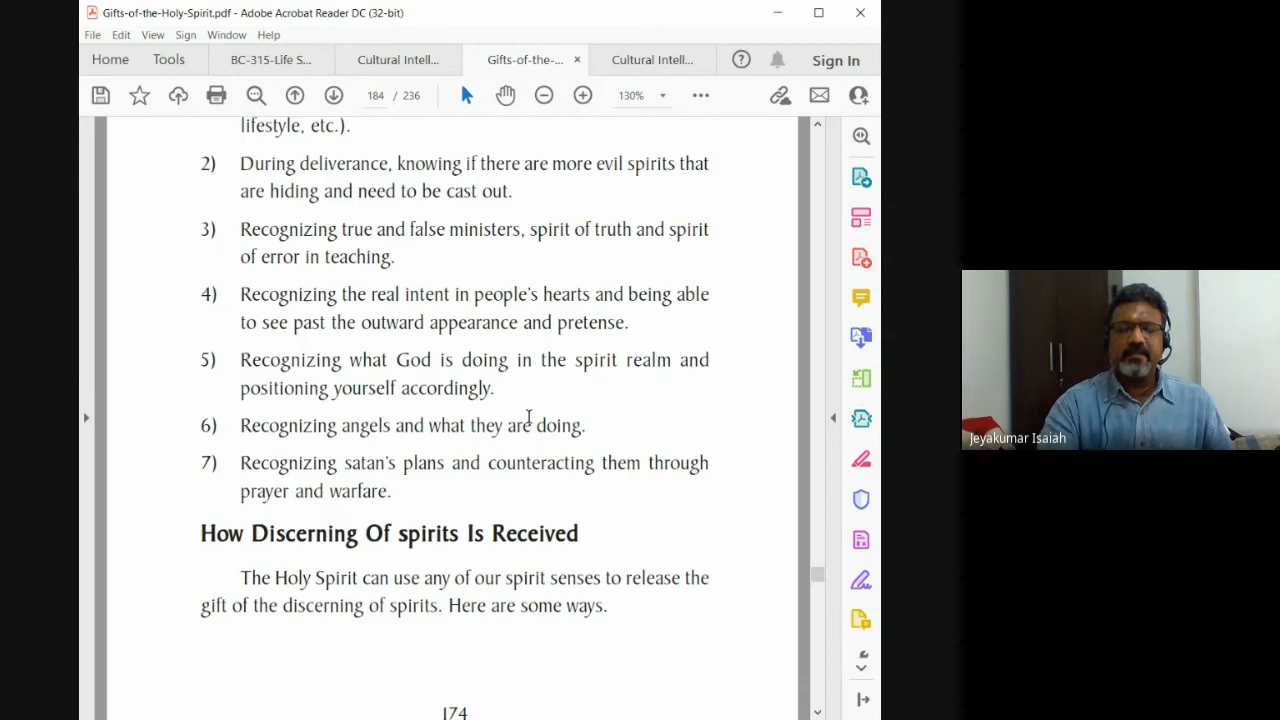 Gifts-of-the-Holy-Spirit.pdf - Adobe Acrobat Reader DC (32-bit)
File Edit View Sign Window Help
Home Tools BC-315-Life S... Cultural Intell... Gifts-of-the-... Cultural Intell... Sign In
184 / 236 130%
lifestyle, etc.).
2) During deliverance, knowing if there are more evil spirits that
are hiding and need to be cast out.
3) Recognizing true and false ministers, spirit of truth and spirit
of error in teaching.
4) Recognizing the real intent in people's hearts and being able
to see past the outward appearance and pretense.
5) Recognizing what God is doing in the spirit realm and
positioning yourself accordingly.
6) Recognizing angels and what they are doing.
7) Recognizing satan's plans and counteracting them through
prayer and warfare.
How Discerning Of spirits Is Received
The Holy Spirit can use any of our spirit senses to release the
gift of the discerning of spirits. Here are some ways.
174
Jeyakumar Isaiah